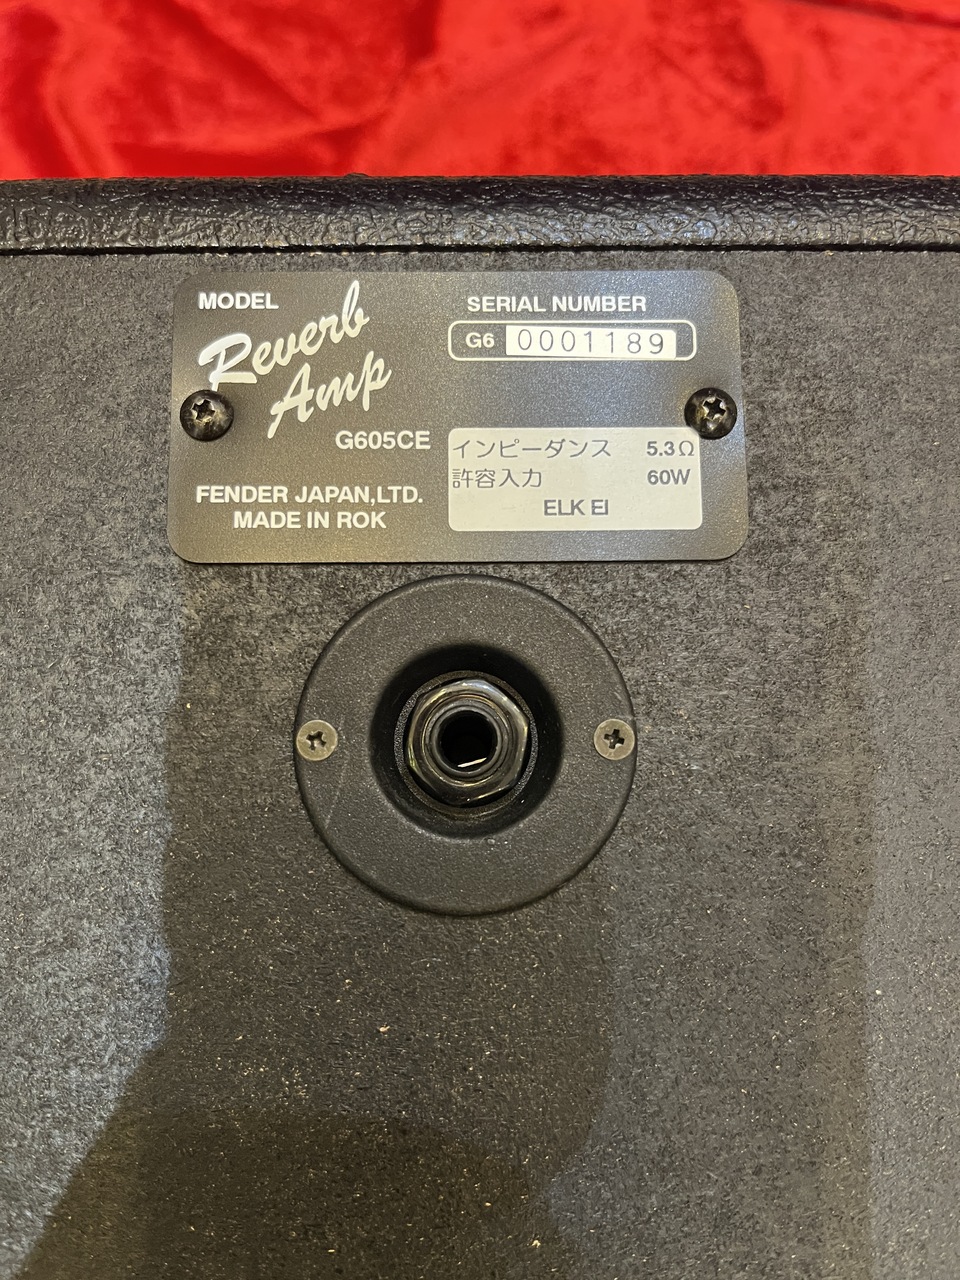 MODEL
Reverb
Amp
G605CE
FENDER JAPAN,LTD.
MADE IN ROK
SERIAL NUMBER
G6 0001189
インピーダンス 5.3Ω
許容入力 60W
ELK EI